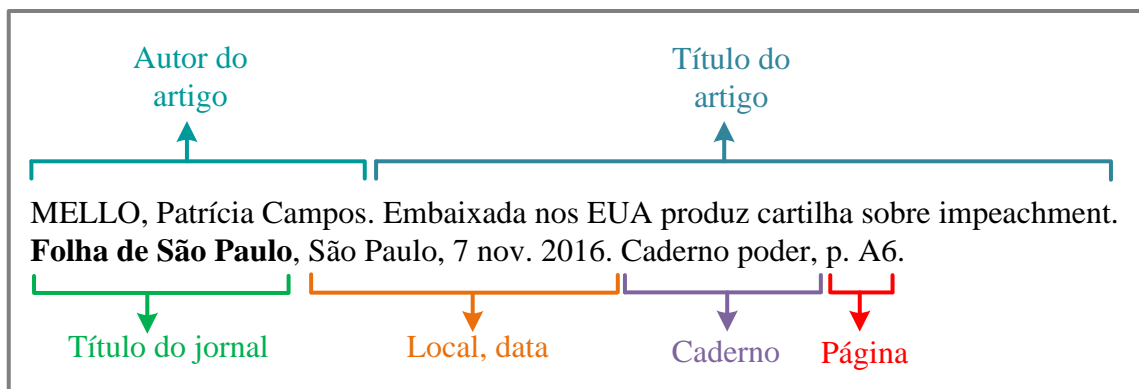 Autor do
artigo
Título do
artigo
MELLO, Patrícia Campos. Embaixada nos EUA produz cartilha sobre impeachment.
Folha de São Paulo, São Paulo, 7 nov. 2016. Caderno poder, p. A6.
Título do jornal
Local, data
Caderno
Página